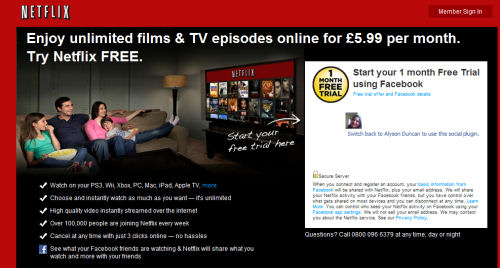 NETFLIX
Member Sign In
Enjoy unlimited films & TV episodes online for £5.99 per month.
Try Netflix FREE.
NETFLIX
Start your
free trial here
1
MONTH
FREE
TRIAL
Start your 1 month Free Trial
using Facebook
Free trial offer and Facebook details
Switch back to Alyson Duncan to use this social plugin.
Watch on your PS3, Wii, Xbox, PC, Mac, iPad, Apple TV, more
Choose and instantly watch as much as you want — it's unlimited
High quality video instantly streamed over the internet
Over 100,000 people are joining Netflix every week
Cancel at any time with just 3 clicks online — no hassles
See what your Facebook friends are watching & Netflix will share what you
watch and more with your friends
Secure Server
When you connect and register an account, your basic information from
Facebook will be shared with Netflix, plus your email address. We will share
your Netflix activity with your Facebook friends, but you have control over
what gets shared on most devices and you can disconnect at any time. Learn
More. You can control who sees your Netflix activity on Facebook using your
Facebook app settings. We will not sell your email address. We may contact
you about the Netflix service. See our Privacy Policy.
Questions? Call 0800 096 6379 at any time, day or night